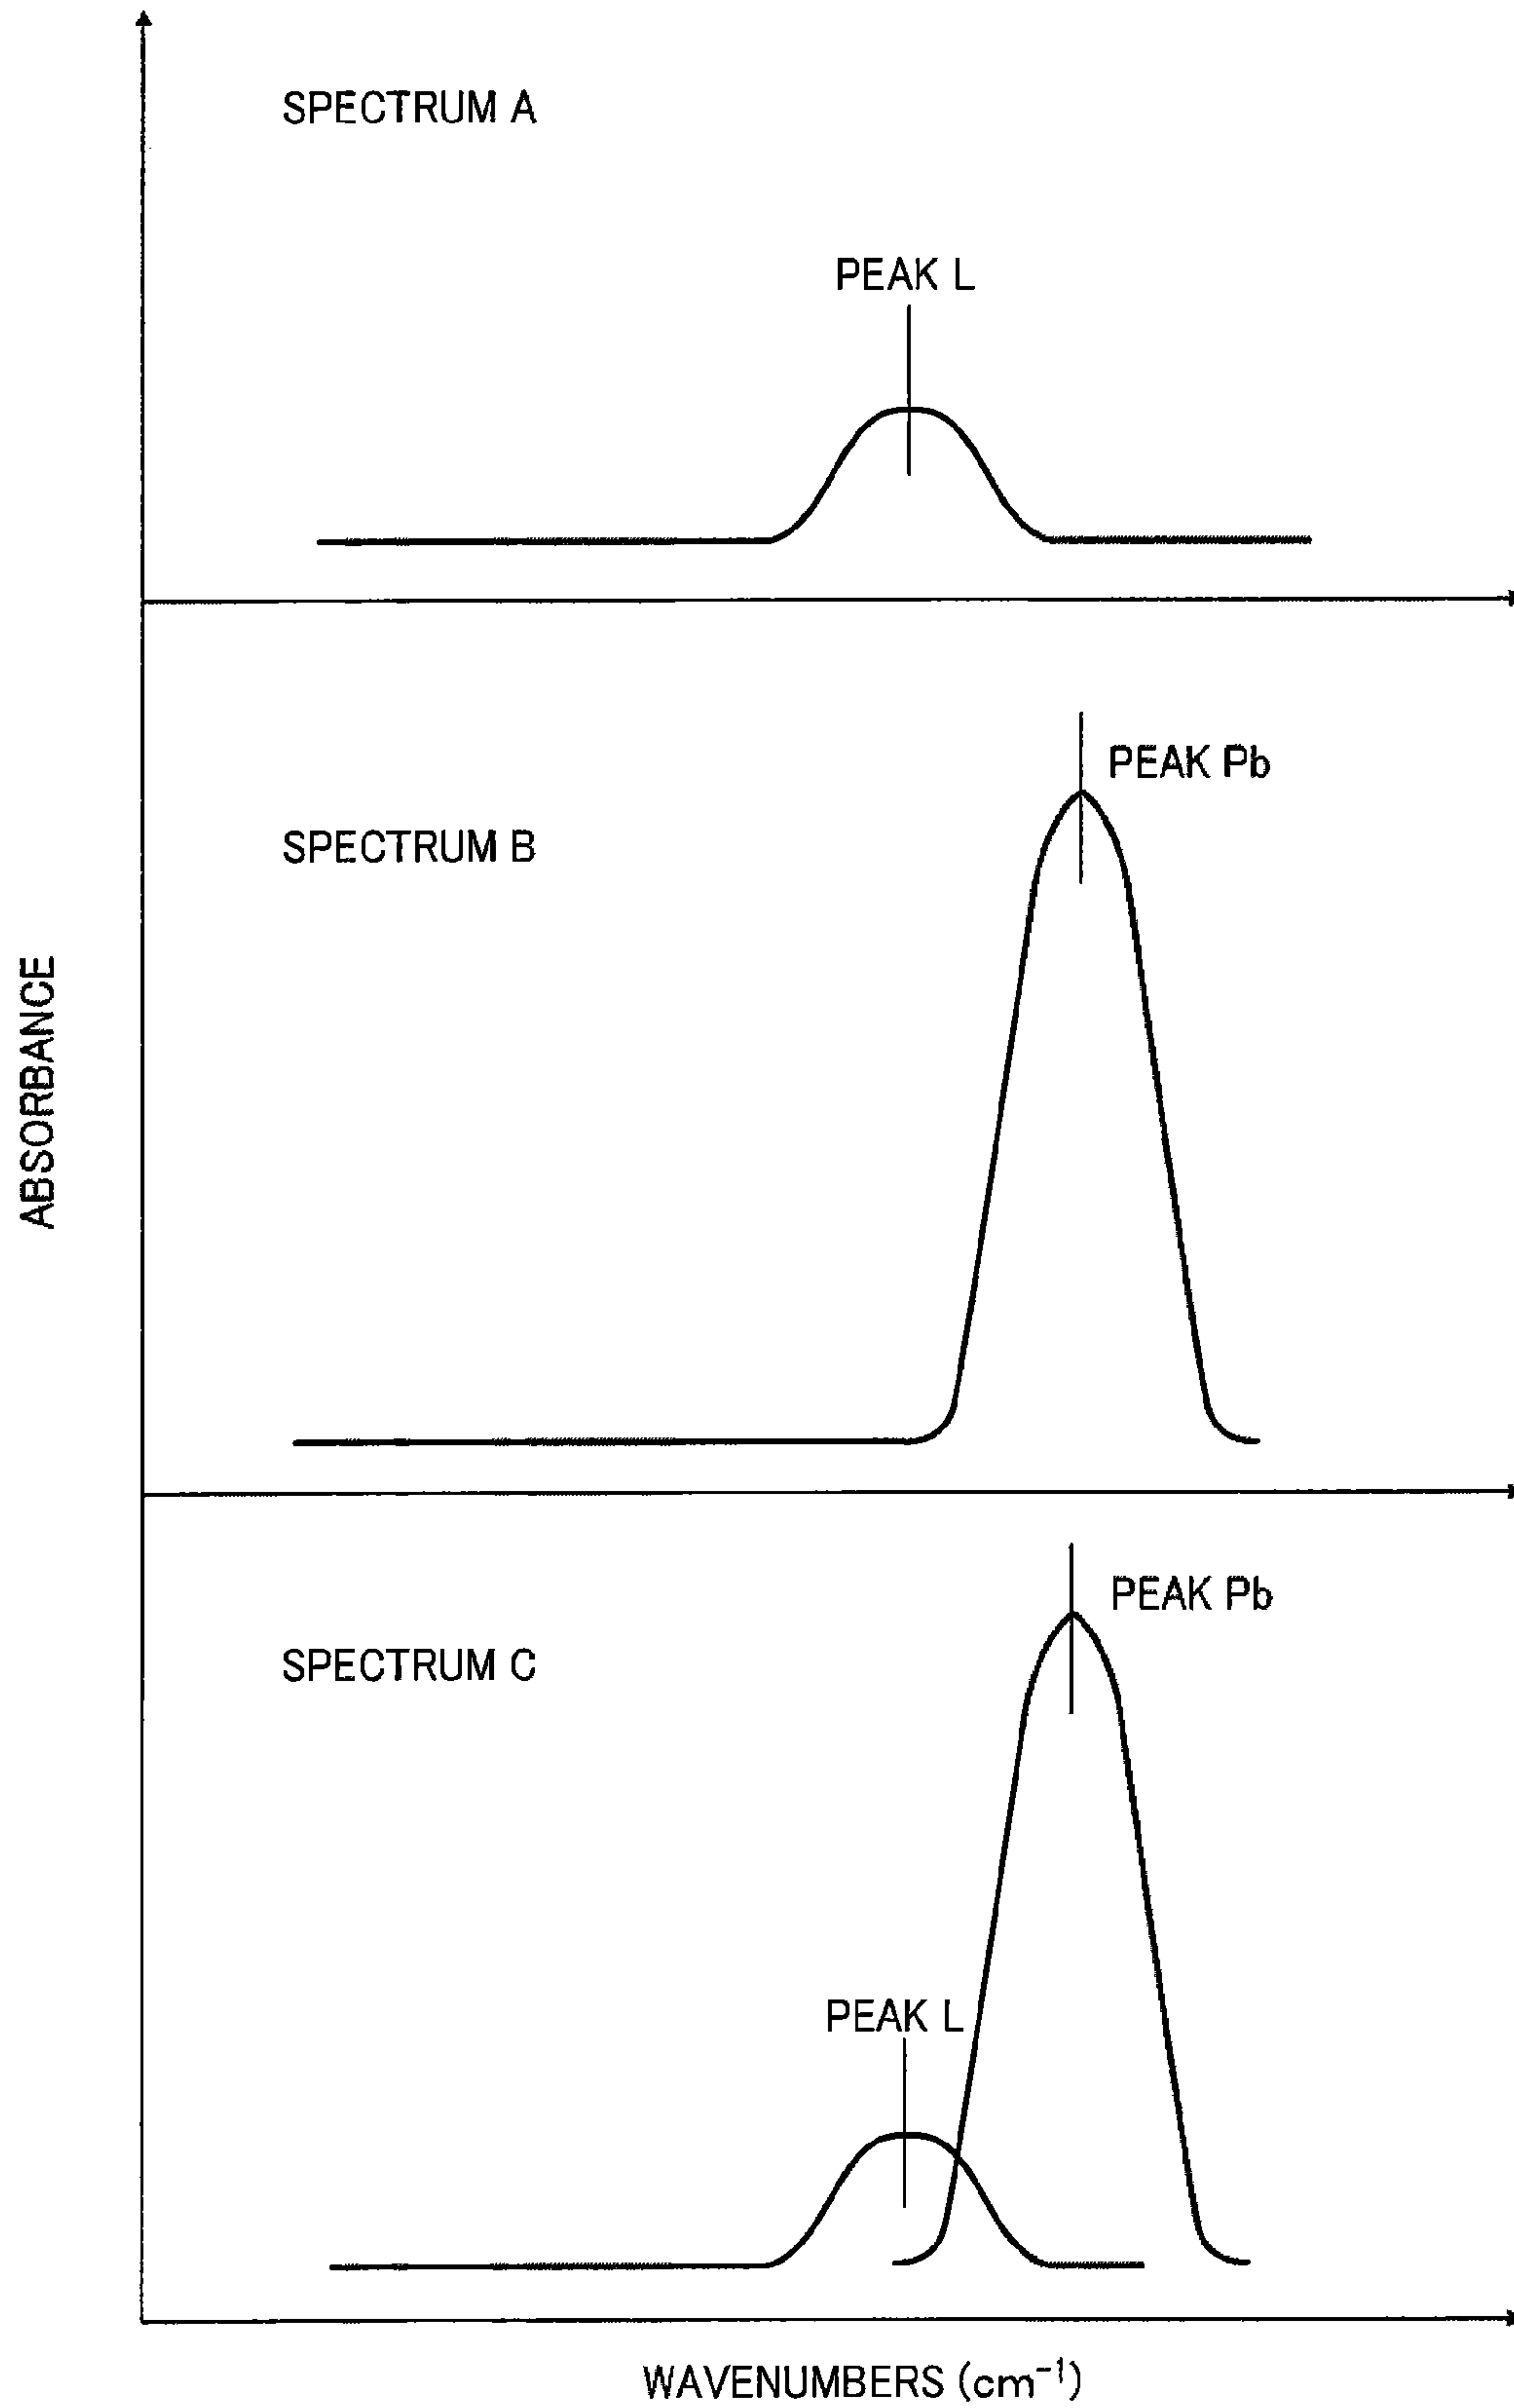 SPECTRUM A
PEAK L
PEAK Pb
SPECTRUM B
ABSORBANCE
PEAK Pb
SPECTRUM C
PEAK L
WAVENUMBERS (cm⁻¹)